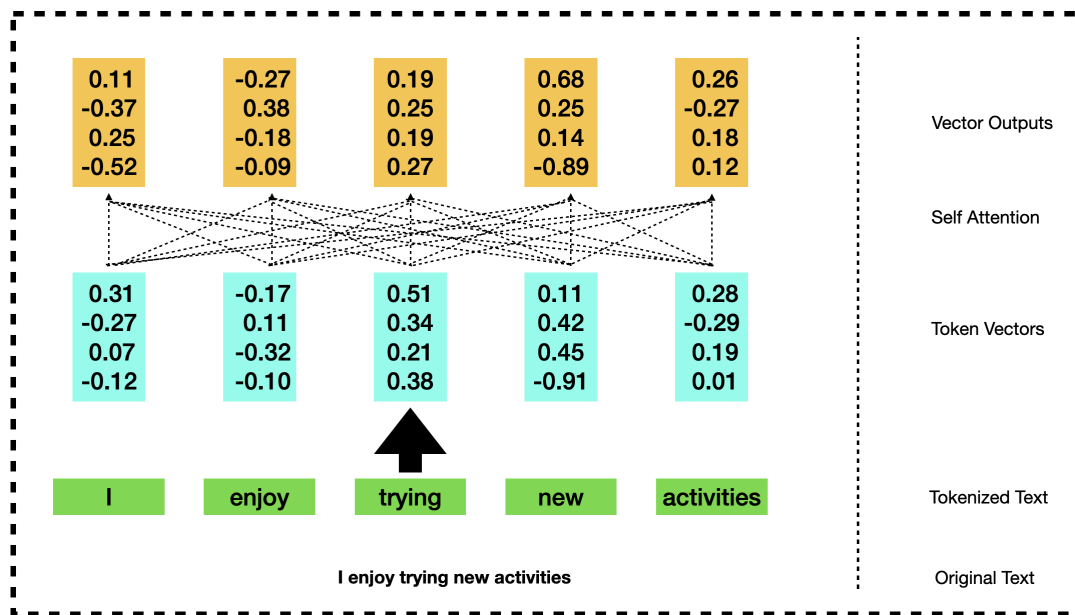 0.11 -0.27 0.19 0.68 0.26
-0.37 0.38 0.25 0.25 -0.27 Vector Outputs
0.25 -0.18 0.19 0.14 0.18
-0.52 -0.09 0.27 -0.89 0.12
Self Attention
0.31 -0.17 0.51 0.11 0.28
-0.27 0.11 0.34 0.42 -0.29 Token Vectors
0.07 -0.32 0.21 0.45 0.19
-0.12 -0.10 0.38 -0.91 0.01
I enjoy trying new activities Tokenized Text
I enjoy trying new activities Original Text